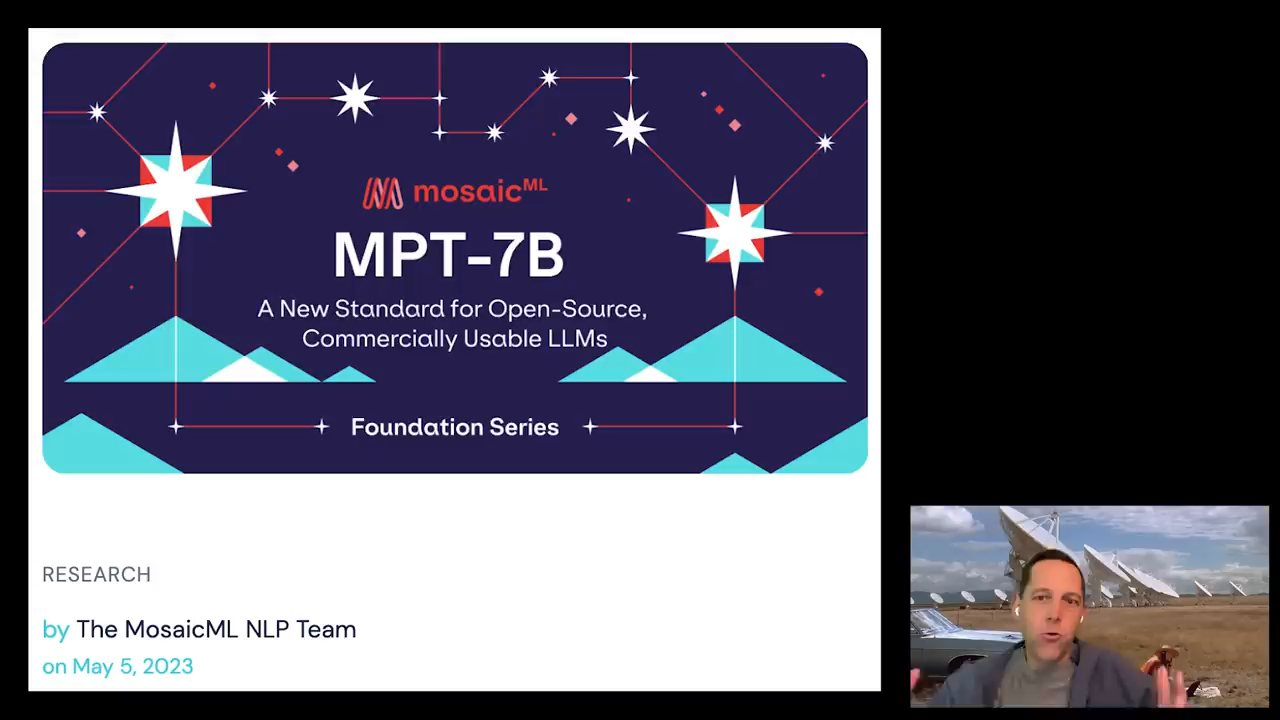 mosaicML
MPT-7B
A New Standard for Open-Source,
Commercially Usable LLMs
Foundation Series
RESEARCH
by The MosaicML NLP Team
on May 5, 2023